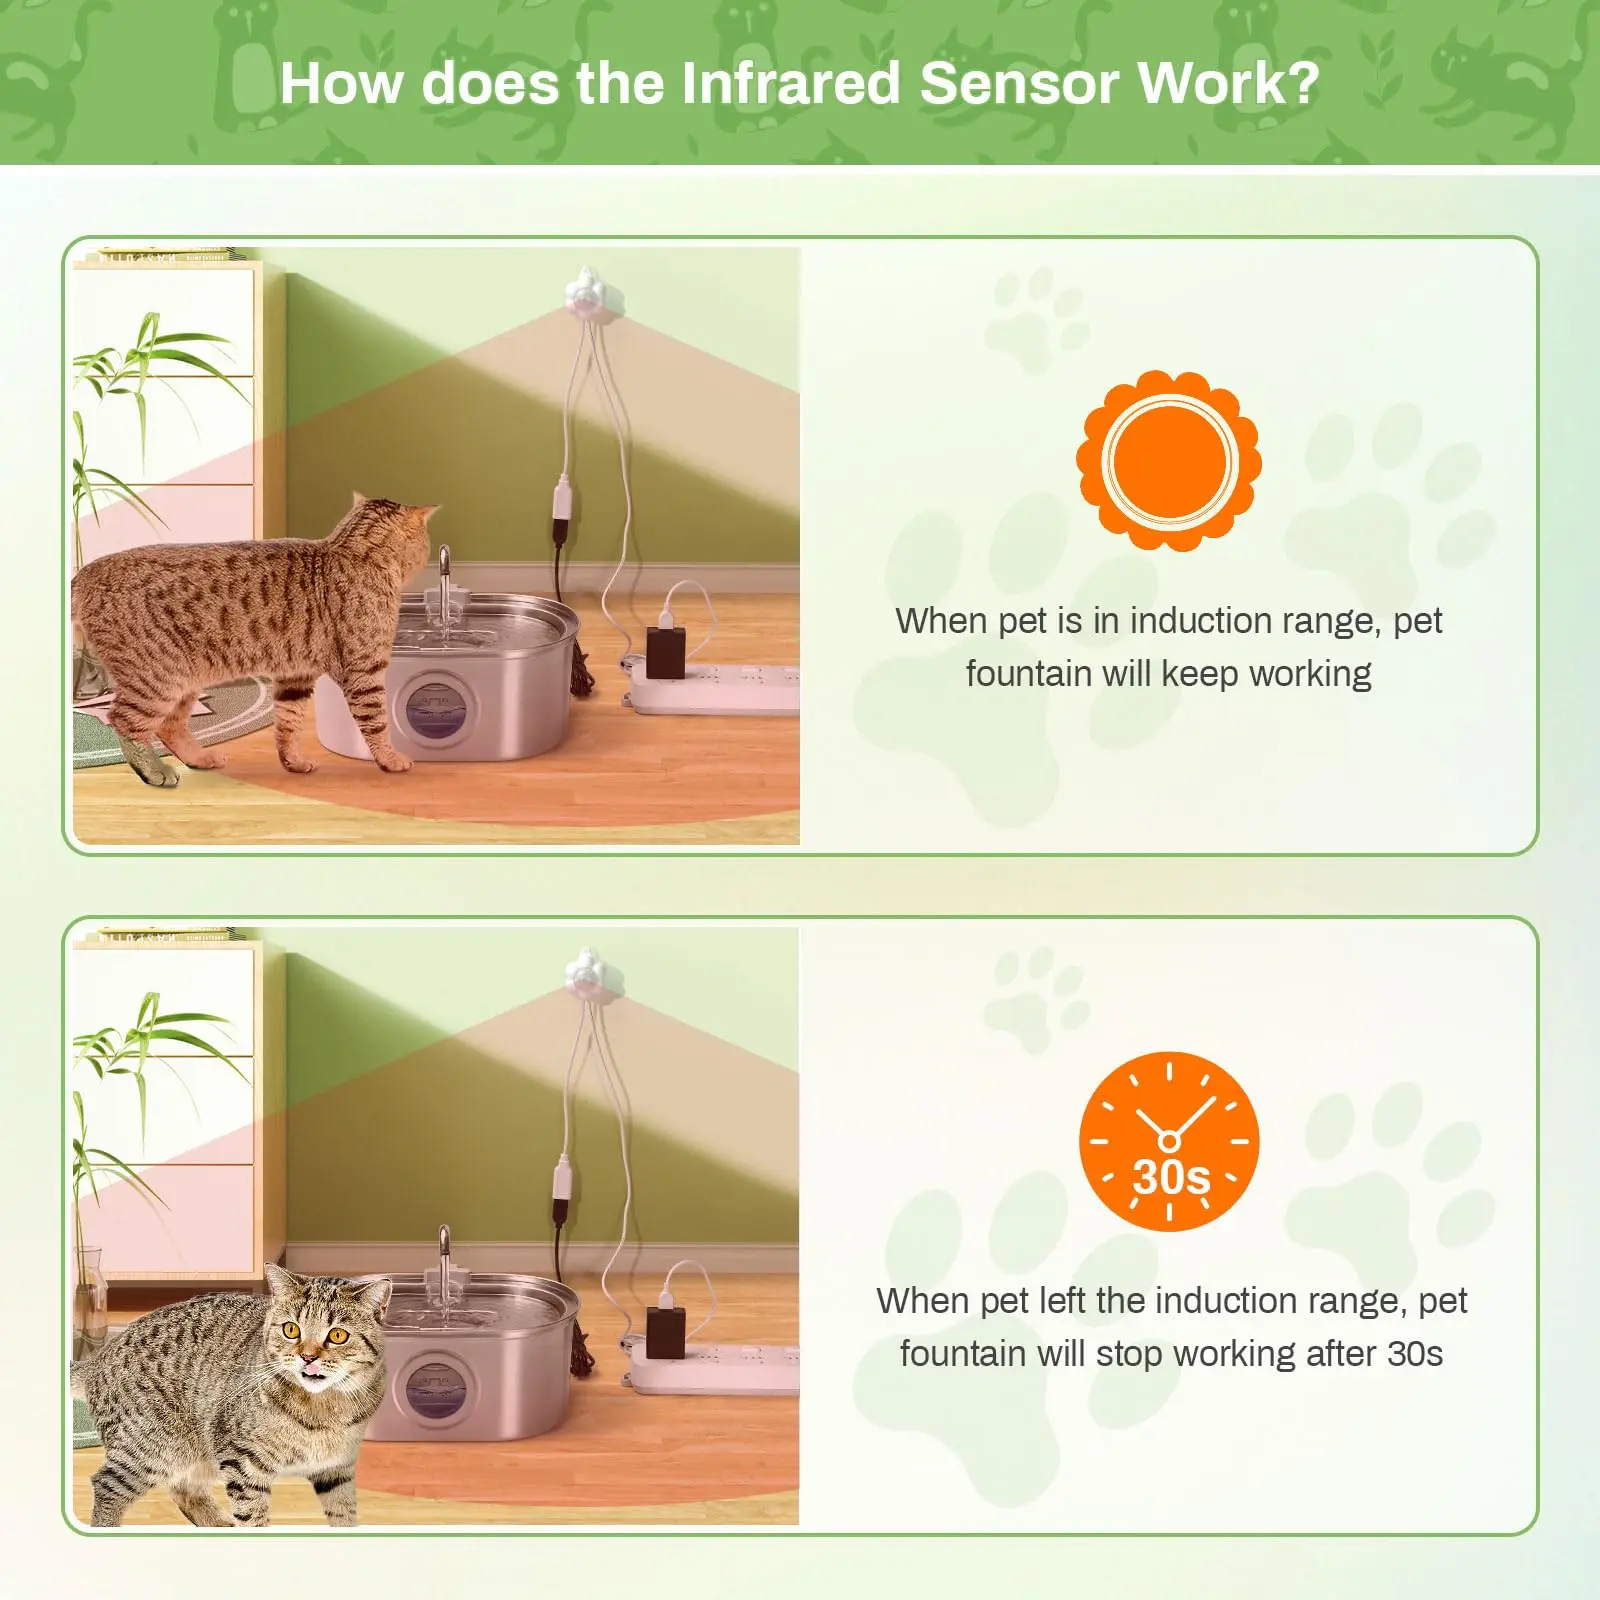 How does the Infrared Sensor Work?
When pet is in induction range, pet
fountain will keep working
30s
When pet left the induction range, pet
fountain will stop working after 30s